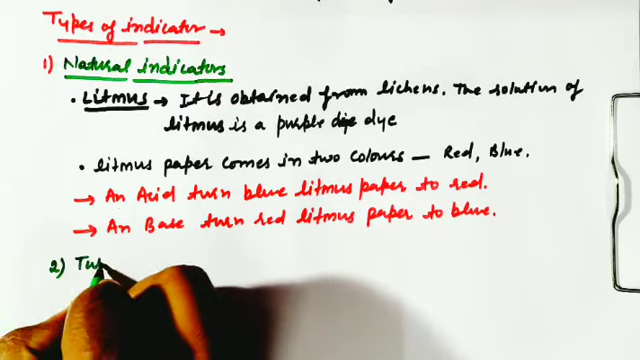 Types of indicator →
1) Natural indicators
• Litmus → It is obtained from lichens. The solution of
litmus is a purple dye
• litmus paper comes in two colours — Red, Blue.
→ An Acid turn blue litmus paper to red.
→ An Base turn red litmus paper to blue.
2) Tu